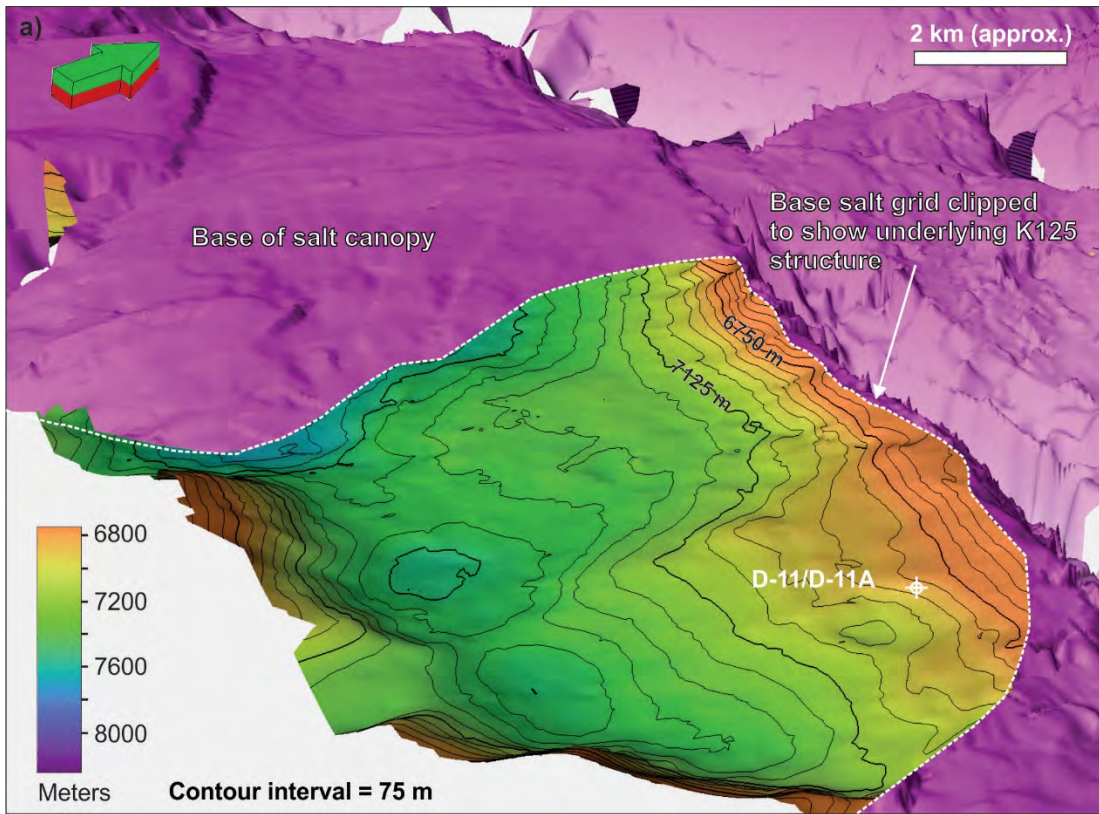 a)
2 km (approx.)
Base of salt canopy
Base salt grid clipped
to show underlying K125
structure
6750 m
7125 m
D-11/D-11A
6800
7200
7600
8000
Meters
Contour interval = 75 m